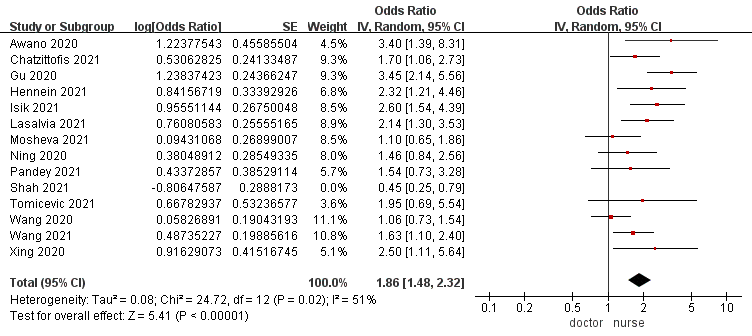 Odds Ratio Odds Ratio
Study or Subgroup log[Odds Ratio] SE Weight IV, Random, 95% CI IV, Random, 95% CI
Awano 2020 1.22377543 0.45585504 4.5% 3.40 [1.39, 8.31]
Chatzittofis 2021 0.53062825 0.24133487 9.3% 1.70 [1.06, 2.73]
Gu 2020 1.23837423 0.24366247 9.2% 3.45 [2.14, 5.56]
Hennein 2021 0.84156719 0.33392926 6.8% 2.32 [1.21, 4.46]
Isik 2021 0.95551144 0.26750048 8.5% 2.60 [1.54, 4.39]
Lasalvia 2021 0.76080583 0.25555165 8.9% 2.14 [1.30, 3.53]
Mosheva 2021 0.09431068 0.26899007 8.5% 1.10 [0.65, 1.86]
Ning 2020 0.38048912 0.28549335 8.0% 1.46 [0.84, 2.56]
Pandey 2021 0.43372857 0.38529114 5.7% 1.54 [0.73, 3.28]
Shah 2021 -0.80647587 0.2888173 0.0% 0.45 [0.25, 0.79]
Tomicevic 2021 0.66782937 0.53236577 3.6% 1.95 [0.69, 5.54]
Wang 2020 0.05826891 0.19043193 11.1% 1.06 [0.73, 1.54]
Wang 2021 0.48735227 0.19885616 10.8% 1.63 [1.10, 2.40]
Xing 2020 0.91629073 0.41516745 5.1% 2.50 [1.11, 5.64]
Total (95% CI) 100.0% 1.86 [1.48, 2.32]
Heterogeneity: Tau² = 0.08; Chi² = 24.72, df = 12 (P = 0.02); I² = 51%
Test for overall effect: Z = 5.41 (P < 0.00001)
0.1 0.2 0.5 1 2 5 10
doctor nurse